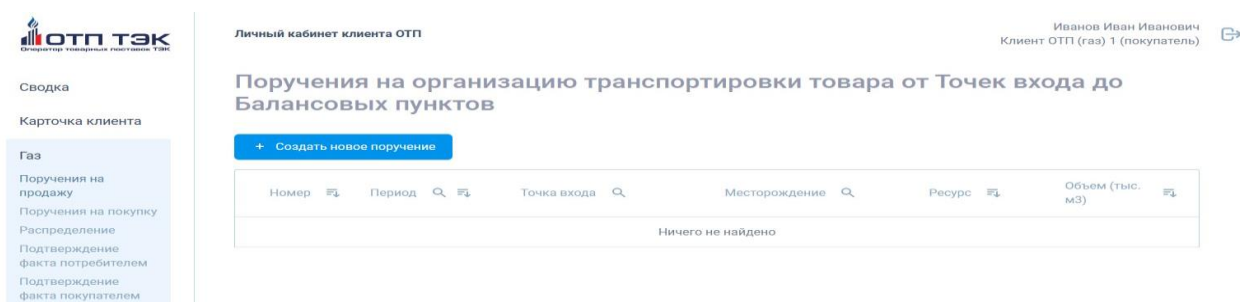 ОТП ТЭК
Оператор товарных поставок ТЭК
Личный кабинет клиента ОТП
Иванов Иван Иванович
Клиент ОТП (газ) 1 (покупатель)
Сводка
Карточка клиента
Газ
Поручения на
продажу
Поручения на покупку
Распределение
Подтверждение
факта потребителем
Подтверждение
факта покупателем
Поручения на организацию транспортировки товара от Точек входа до
Балансовых пунктов
+ Создать новое поручение
Номер Период Точка входа Месторождение Ресурс Объем (тыс.
м3)
Ничего не найдено